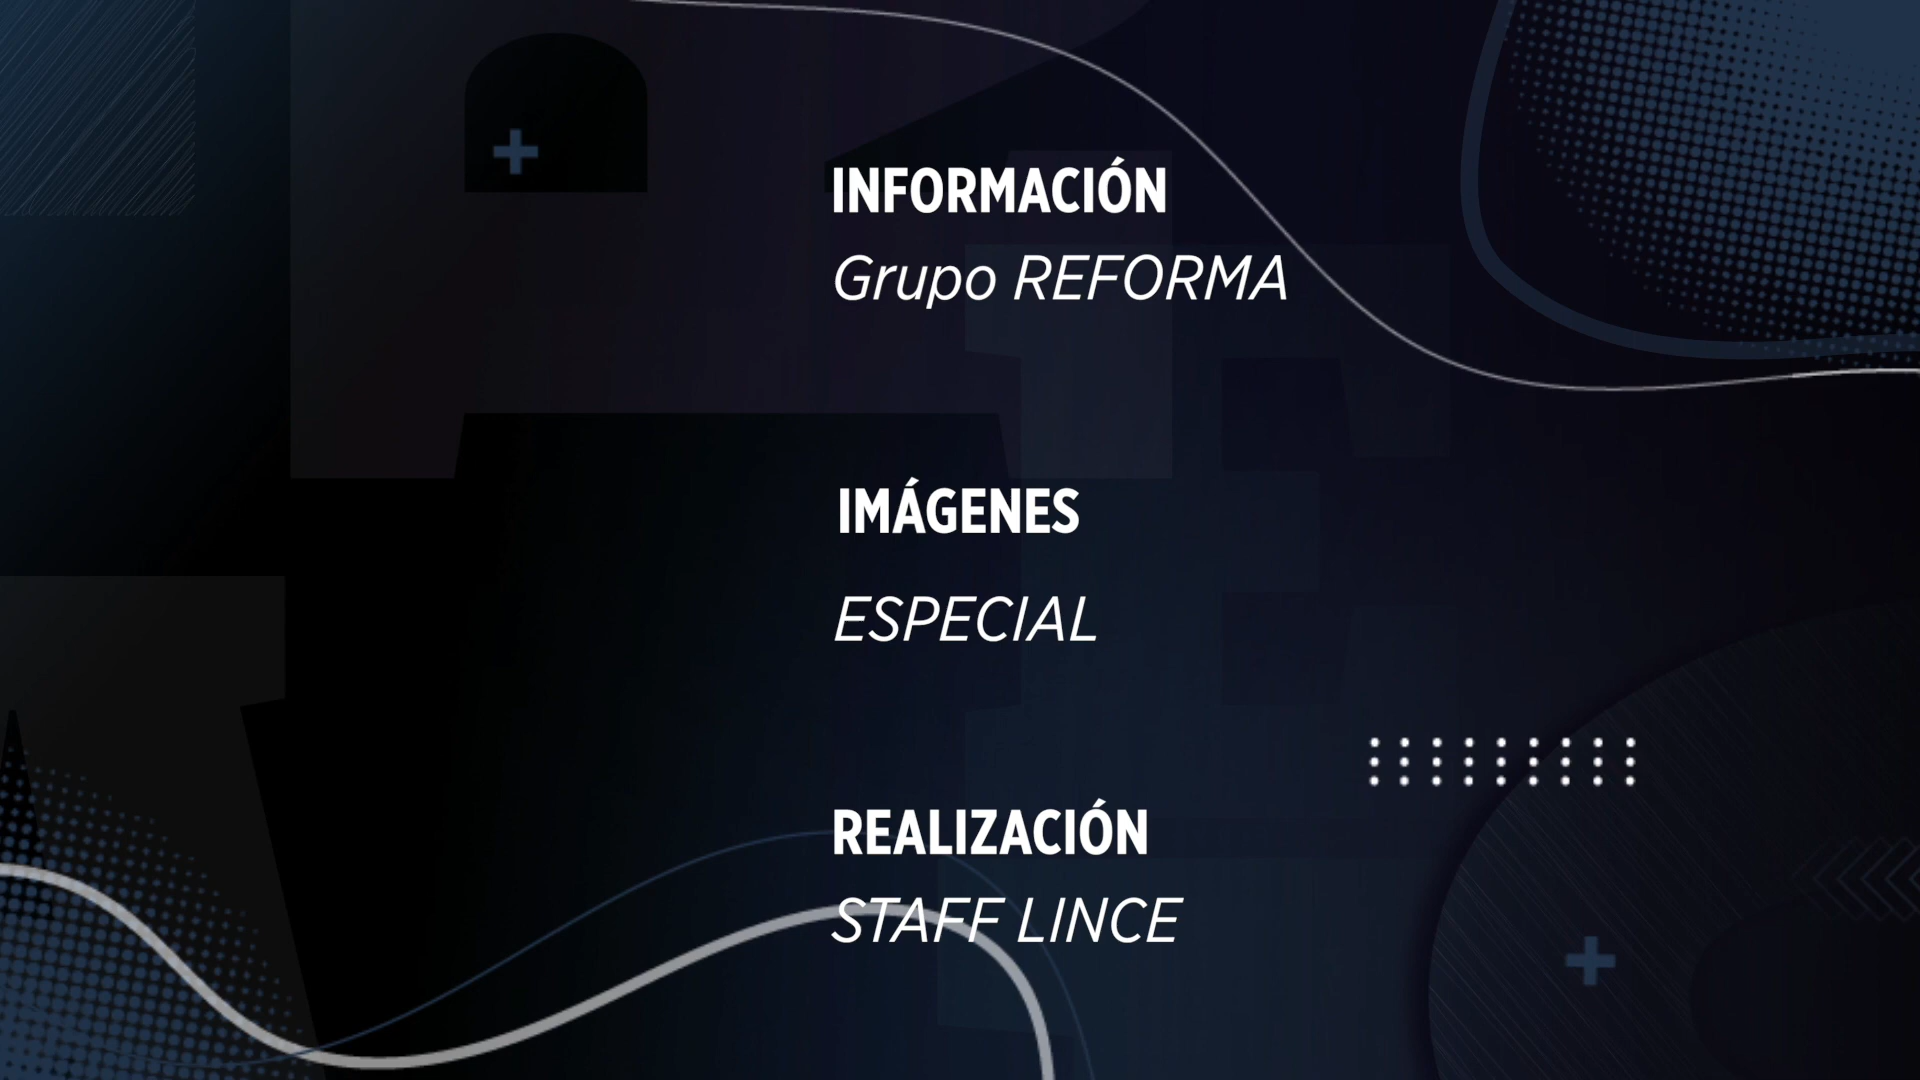 INFORMACIÓN
Grupo REFORMA
IMÁGENES
ESPECIAL
REALIZACIÓN
STAFF LINCE